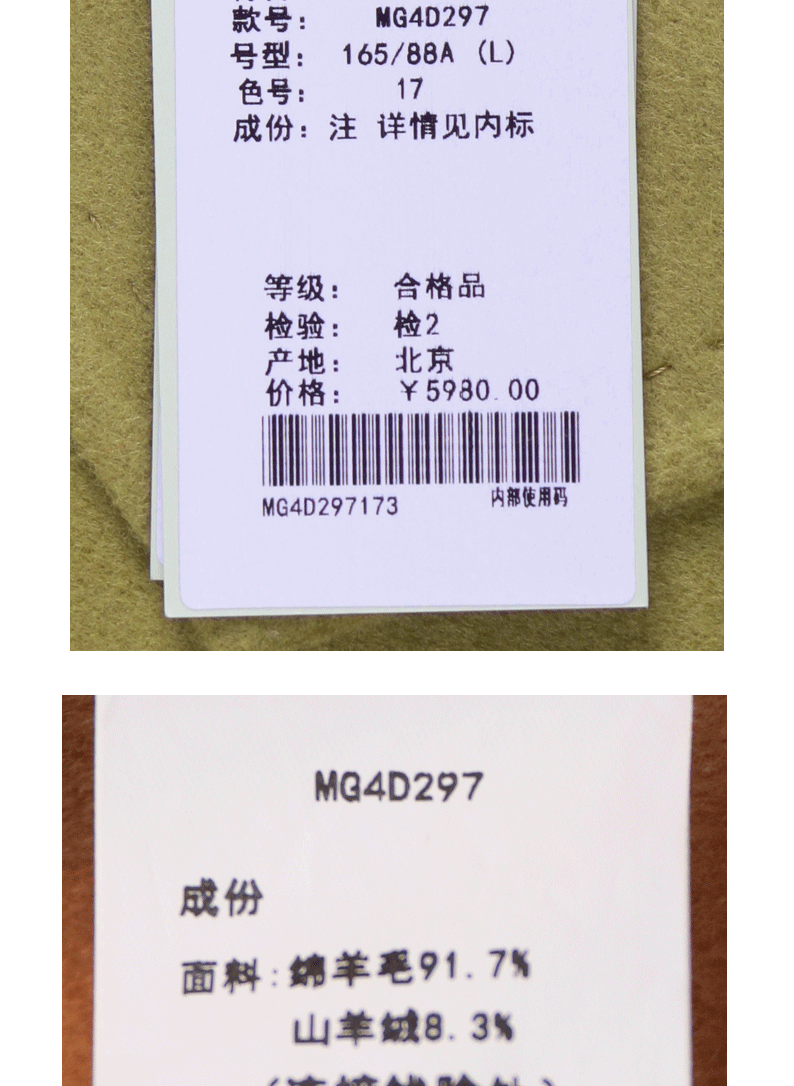 款号： MG4D297
号型： 165/88A (L)
色号： 17
成份：注 详情见内标
等级： 合格品
检验： 检2
产地： 北京
价格： ￥5980.00
MG4D297173 内部使用码
MG4D297
成份
面料:绵羊毛91.7%
山羊绒8.3%